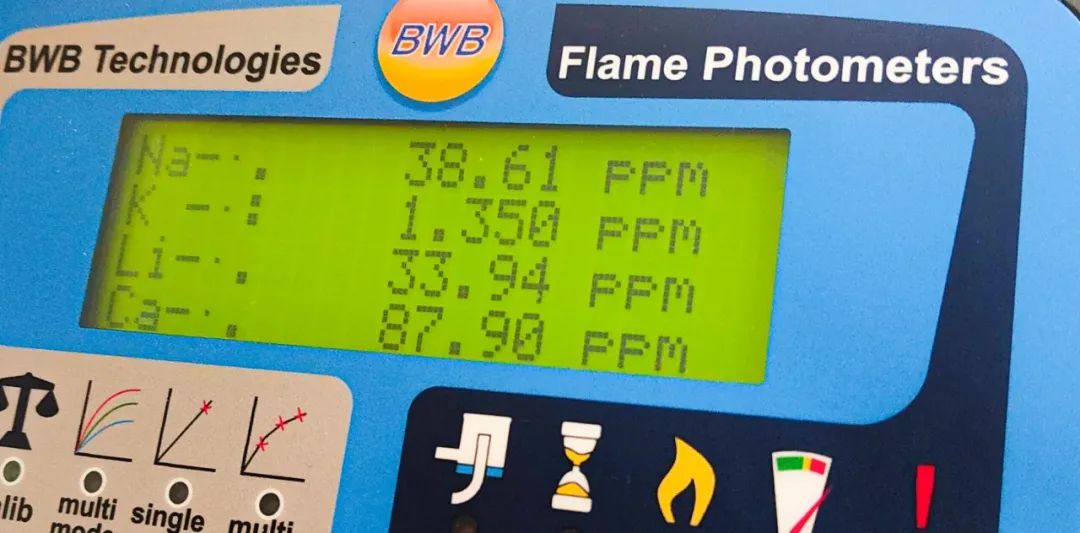 BWB Technologies
BWB
Flame Photometers
Na-·. 38.61 PPM
K -·: 1.350 PPM
Li-·. 33.94 PPM
Ca-·. 87.90 PPM
multi
single
multi